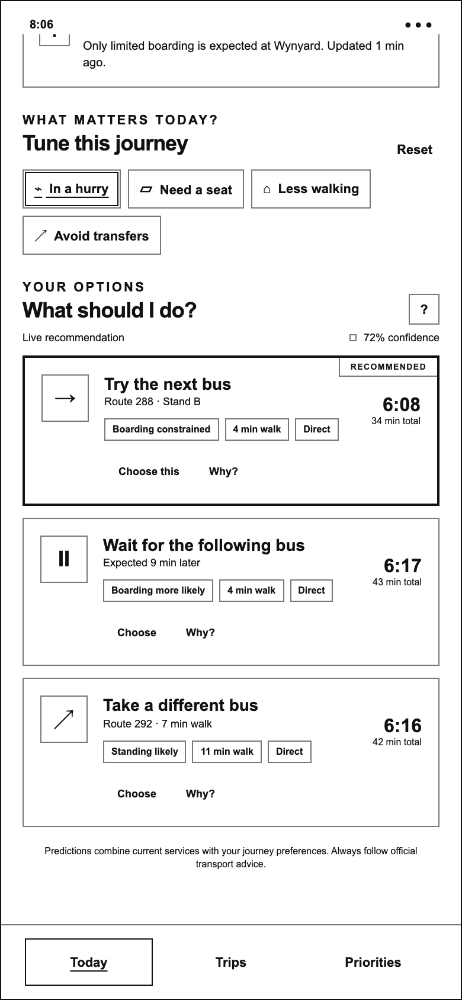 8:06
Only limited boarding is expected at Wynyard. Updated 1 min
ago.
WHAT MATTERS TODAY?
Tune this journey
Reset
In a hurry
Need a seat
Less walking
Avoid transfers
YOUR OPTIONS
What should I do?
?
Live recommendation
72% confidence
RECOMMENDED
Try the next bus
Route 288 · Stand B
6:08
34 min total
Boarding constrained
4 min walk
Direct
Choose this
Why?
Wait for the following bus
Expected 9 min later
6:17
43 min total
Boarding more likely
4 min walk
Direct
Choose
Why?
Take a different bus
Route 292 · 7 min walk
6:16
42 min total
Standing likely
11 min walk
Direct
Choose
Why?
Predictions combine current services with your journey preferences. Always follow official
transport advice.
Today
Trips
Priorities